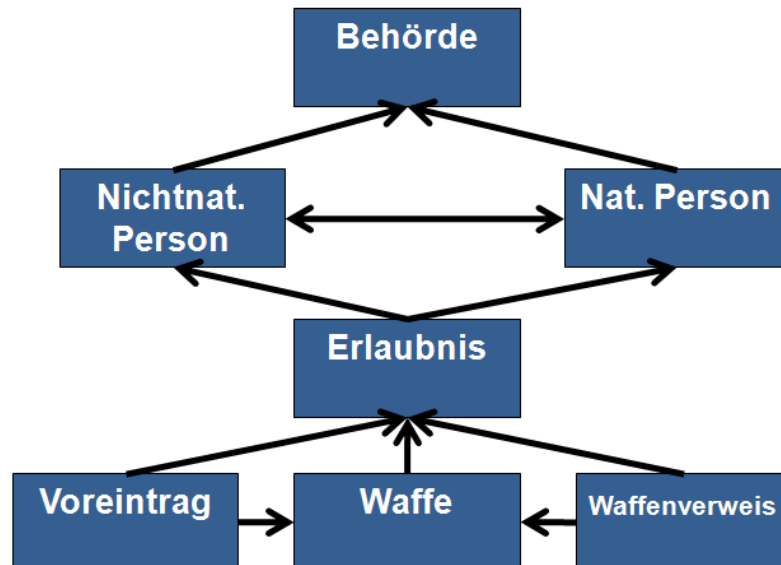 Behörde
Nichtnat.
Person
Nat. Person
Erlaubnis
Voreintrag
Waffe
Waffenverweis